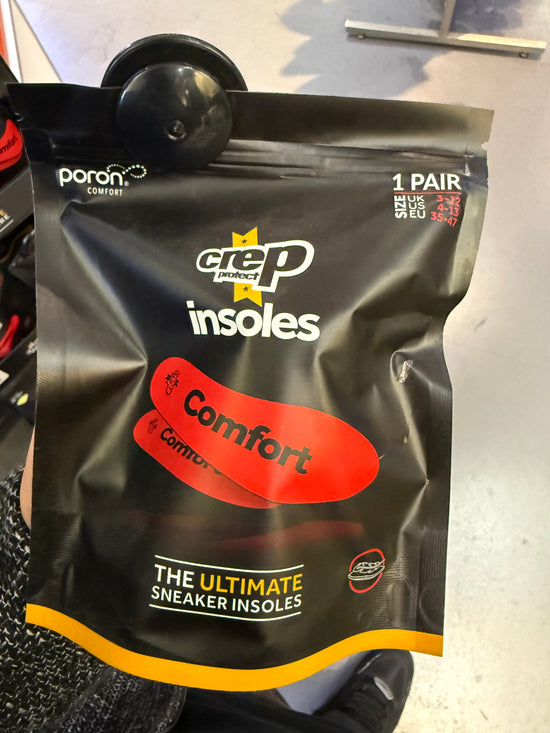 poron®
COMFORT
1 PAIR
SIZE
UK 3-12
US 4-13
EU 35-47
crep
protect
insoles
Comfort
Comfort
THE ULTIMATE
SNEAKER INSOLES